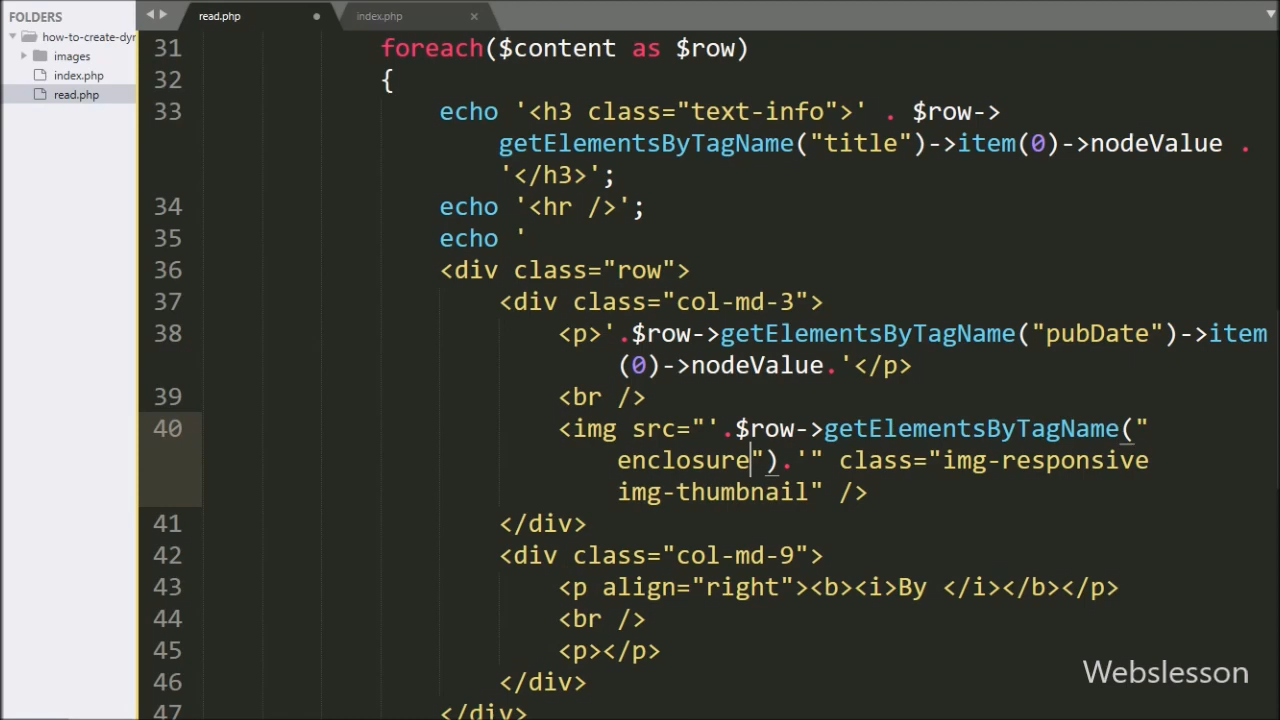 FOLDERS
how-to-create-dyr
images
index.php
read.php
read.php
index.php
31 foreach($content as $row)
32 {
33 echo '<h3 class="text-info">' . $row->
getElementsByTagName("title")->item(0)->nodeValue .
'</h3>';
34 echo '<hr />';
35 echo '
36 <div class="row">
37 <div class="col-md-3">
38 <p>'.$row->getElementsByTagName("pubDate")->item
(0)->nodeValue.'</p>
39 <br />
40 <img src="'.$row->getElementsByTagName("
enclosure").'" class="img-responsive
img-thumbnail" />
41 </div>
42 <div class="col-md-9">
43 <p align="right"><b><i>By </i></b></p>
44 <br />
45 <p></p>
46 </div>
47 </div>
Webslesson